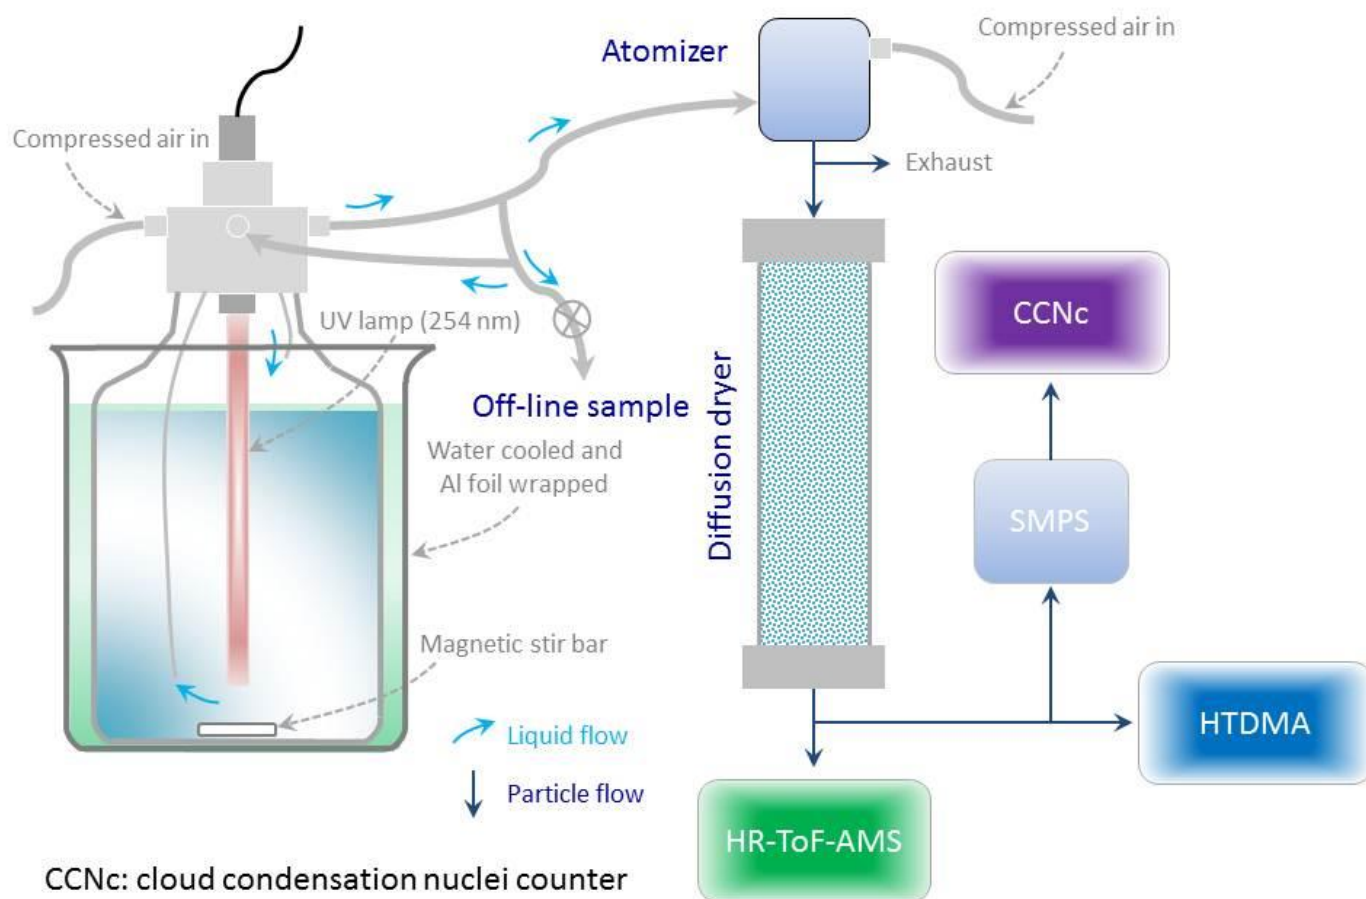 Atomizer
Compressed air in
Compressed air in
Exhaust
CCNc
UV lamp (254 nm)
Off-line sample
Water cooled and
Al foil wrapped
Diffusion dryer
SMPS
Magnetic stir bar
HTDMA
Liquid flow
Particle flow
HR-ToF-AMS
CCNc: cloud condensation nuclei counter